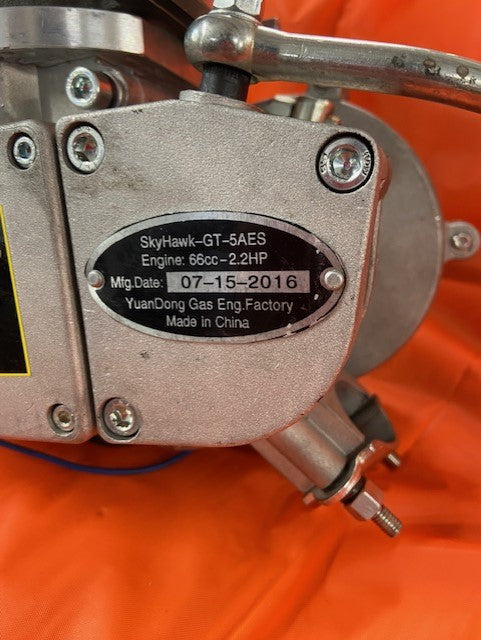 SkyHawk-GT-5AES
Engine: 66cc-2.2HP
Mfg.Date: 07-15-2016
YuanDong Gas Eng.Factory
Made in China